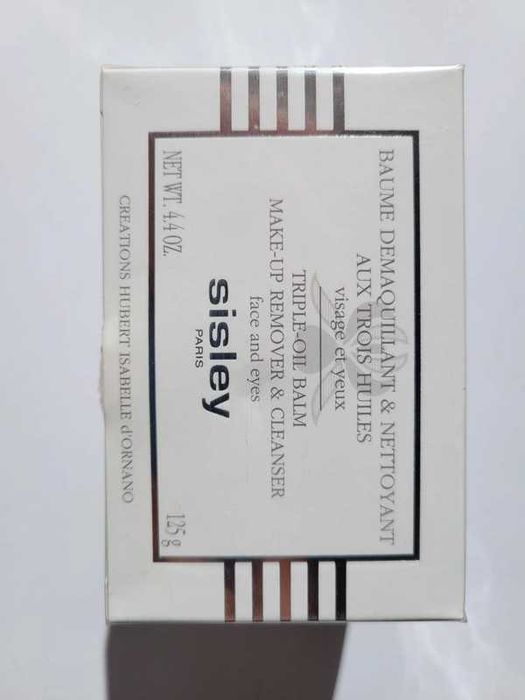 BAUME DEMAQUILLANT & NETTOYANT
AUX TROIS HUILES
visage et yeux
TRIPLE-OIL BALM
MAKE-UP REMOVER & CLEANSER
face and eyes
sisley
PARIS
NET WT. 4.4 OZ.
125 g
CREATIONS HUBERT ISABELLE d'ORNANO